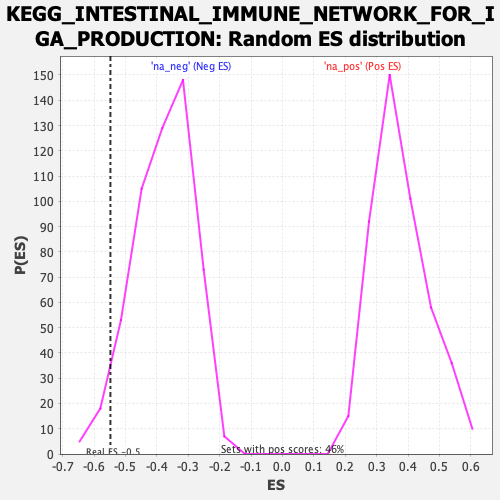 KEGG_INTESTINAL_IMMUNE_NETWORK_FOR_I
GA_PRODUCTION: Random ES distribution
'na_neg' (Neg ES)
'na_pos' (Pos ES)
150
140
130
120
110
100
90
80
70
60
50
40
30
20
10
0
P(ES)
Real ES -0.5
Sets with pos scores: 46%
-0.7 -0.6 -0.5 -0.4 -0.3 -0.2 -0.1 0.0 0.1 0.2 0.3 0.4 0.5 0.6
ES